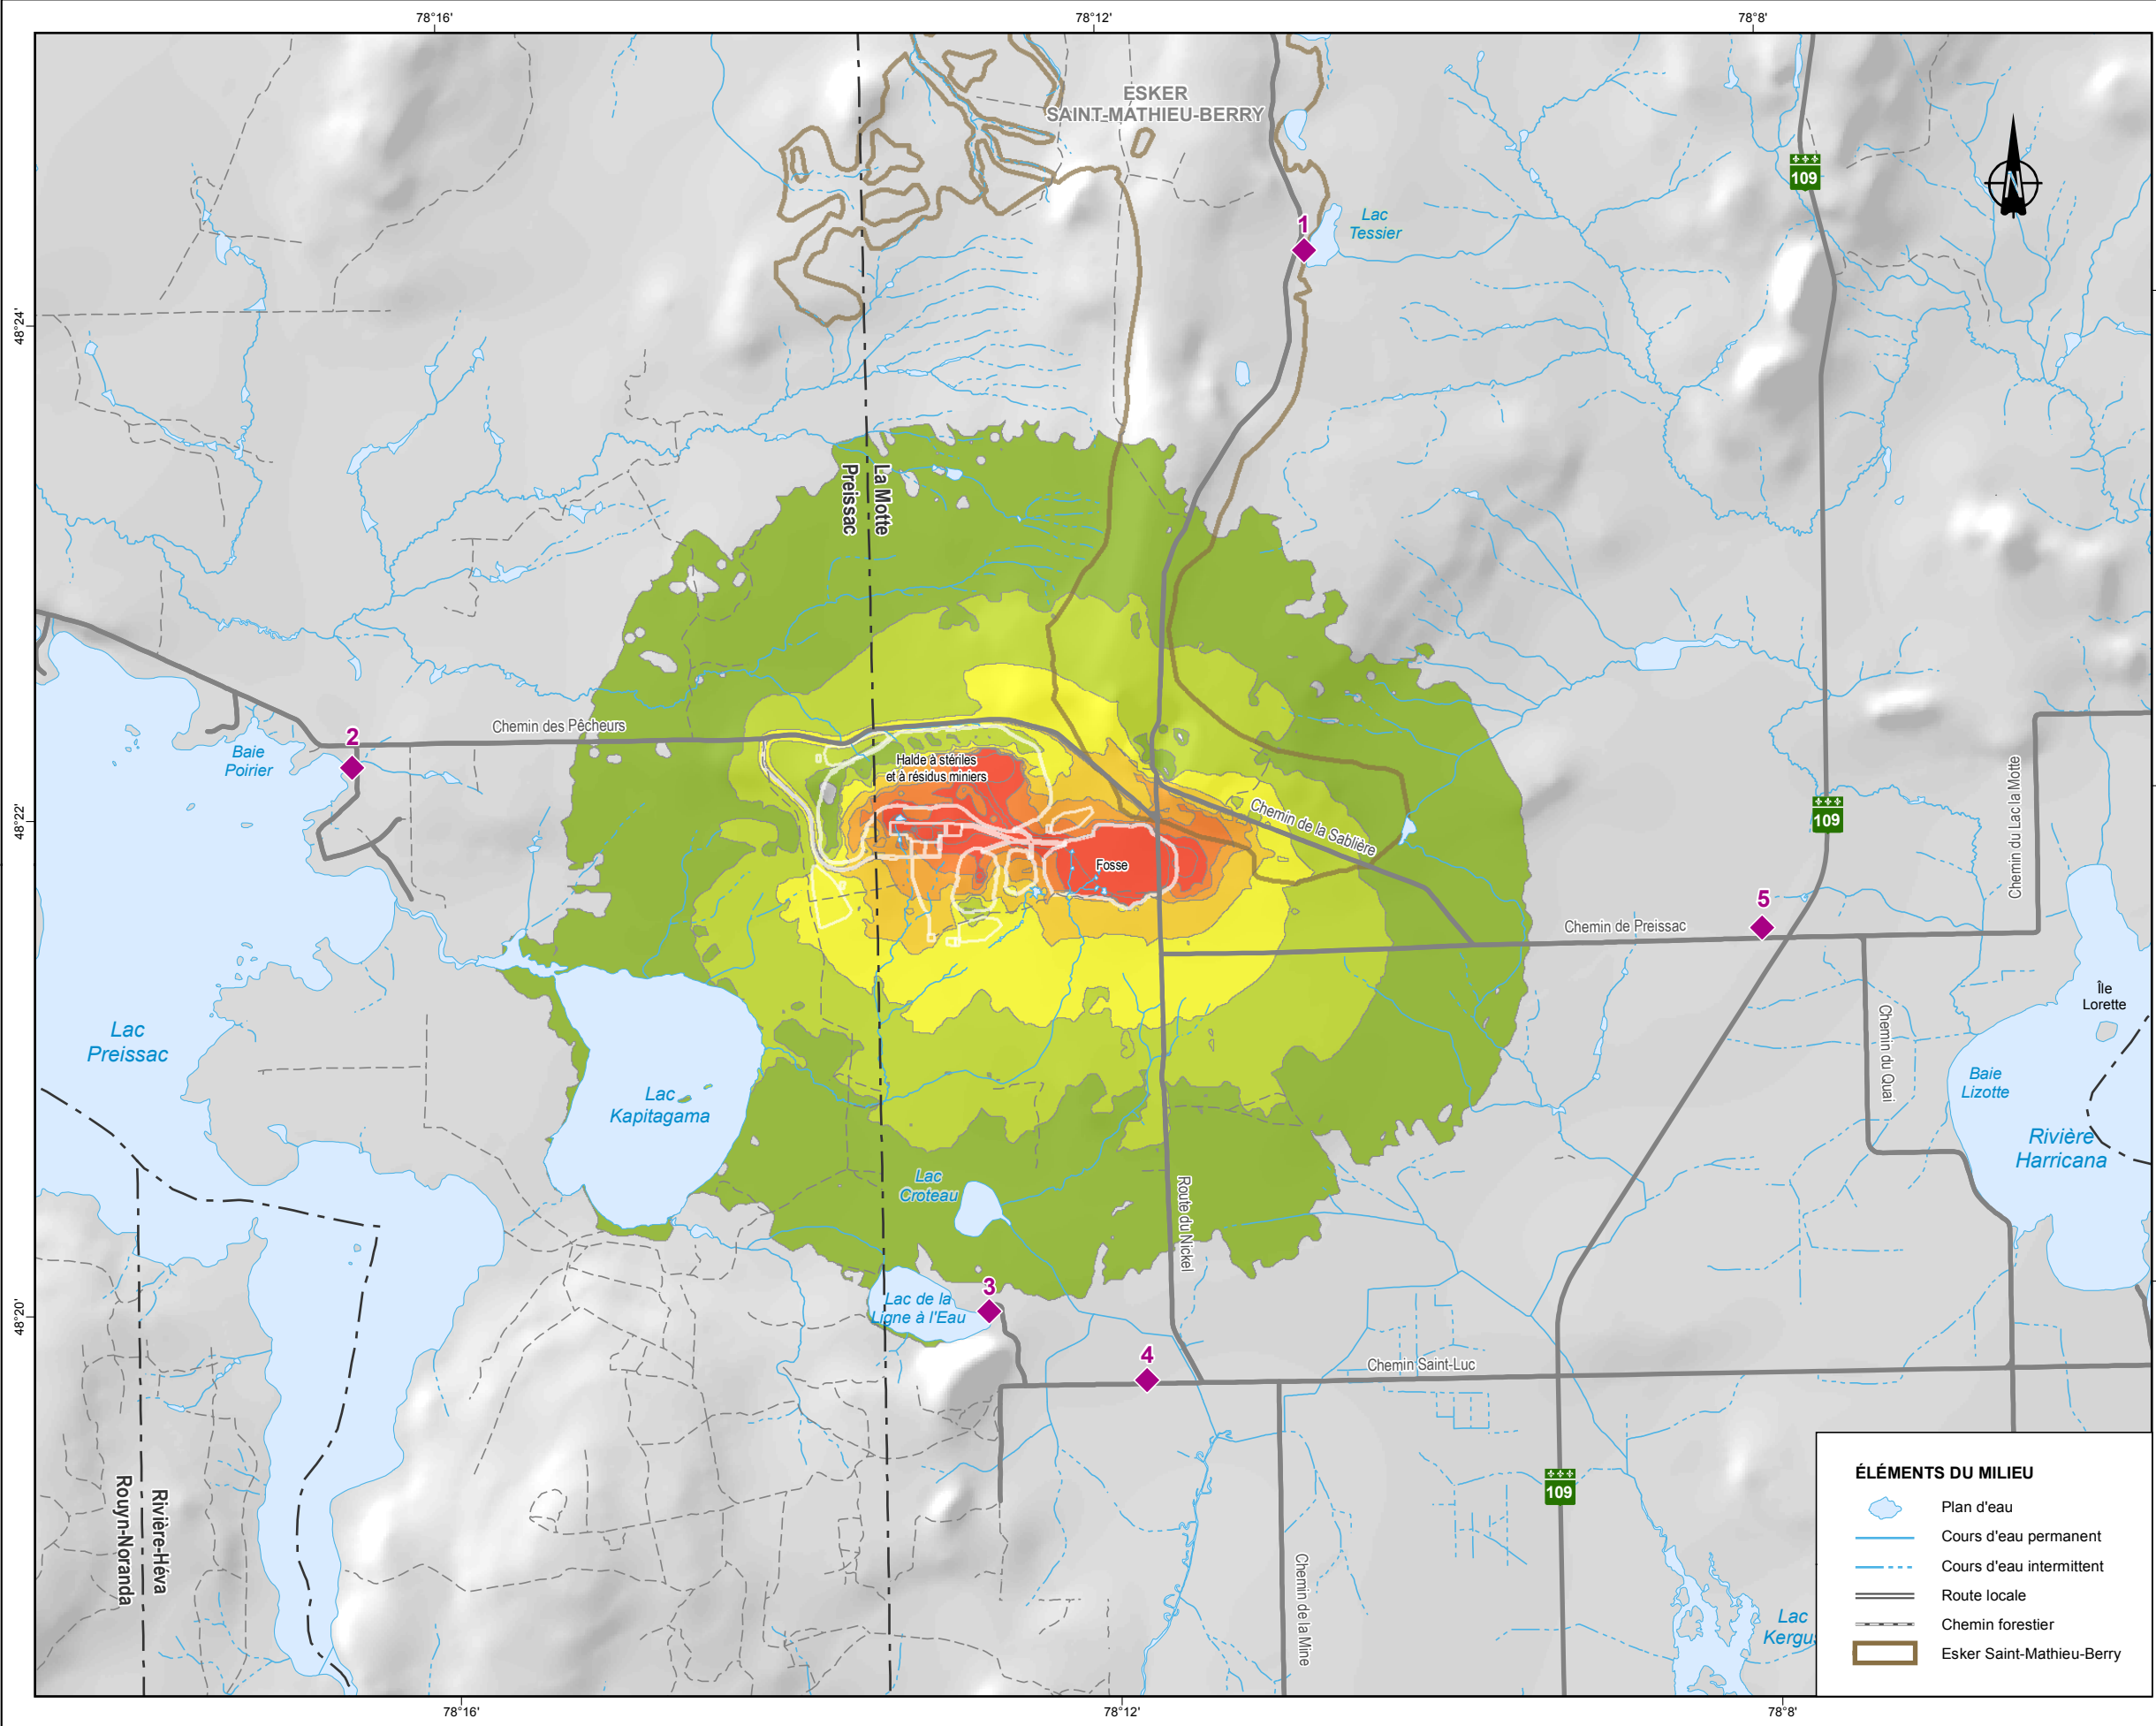 78°16'
78°12'
78°8'
ESKER
SAINT-MATHIEU-BERRY
109
N
1
Lac
Tessier
48°24'
La Motte
Preissac
Chemin des Pêcheurs
2
Baie
Poirier
Halde à stériles
et à résidus miniers
48°22'
Chemin de la Sablière
109
Chemin du Lac la Motte
Fosse
5
Chemin de Preissac
Île
Lorette
Lac
Preissac
Lac
Kapitagama
Chemin du Quai
Baie
Lizotte
Rivière
Harricana
Lac
Croteau
Route du Nickel
3
Lac de la
Ligne à l'Eau
48°20'
4
Chemin Saint-Luc
Rivière-Héva
Rouyn-Noranda
109
Chemin de la Mine
Lac
Kergus
ÉLÉMENTS DU MILIEU
Plan d'eau
Cours d'eau permanent
Cours d'eau intermittent
Route locale
Chemin forestier
Esker Saint-Mathieu-Berry
78°16'
78°12'
78°8'